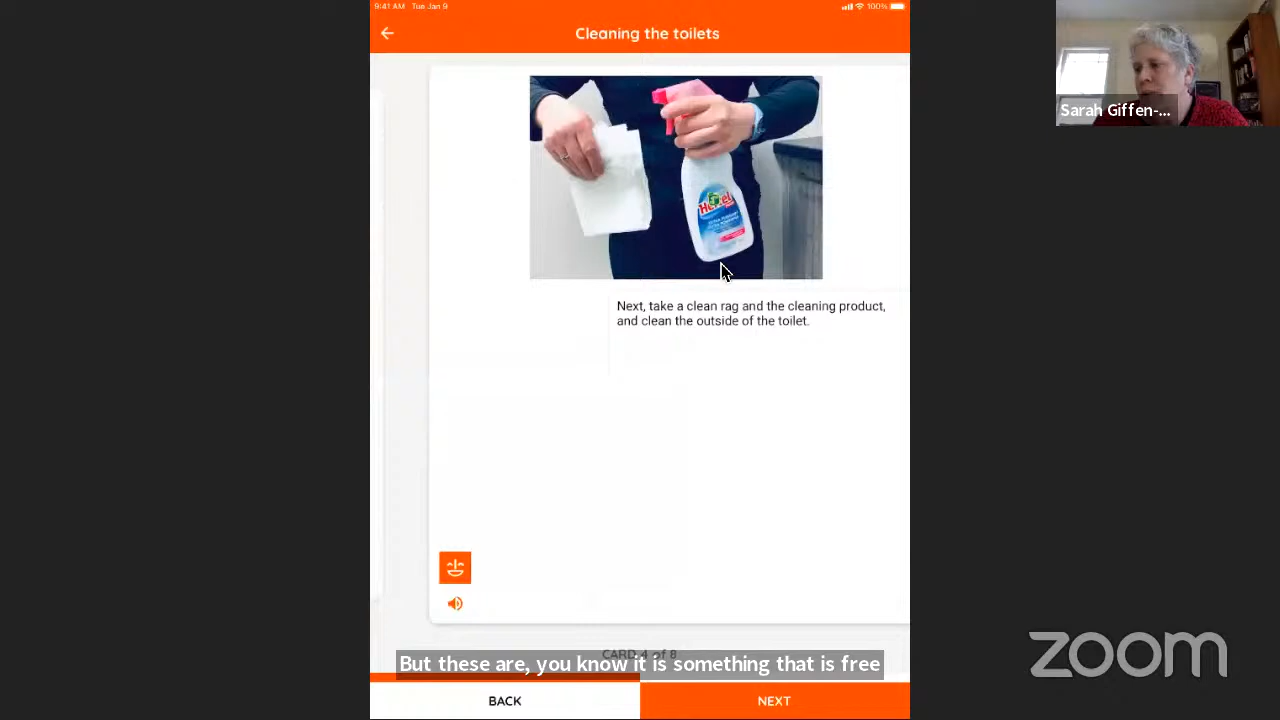 9:41 AM Tue Jan 9
100%
Cleaning the toilets
Sarah Giffen-...
Next, take a clean rag and the cleaning product,
and clean the outside of the toilet.
CARD 4 of 8
But these are, you know it is something that is free
BACK
NEXT
zoom